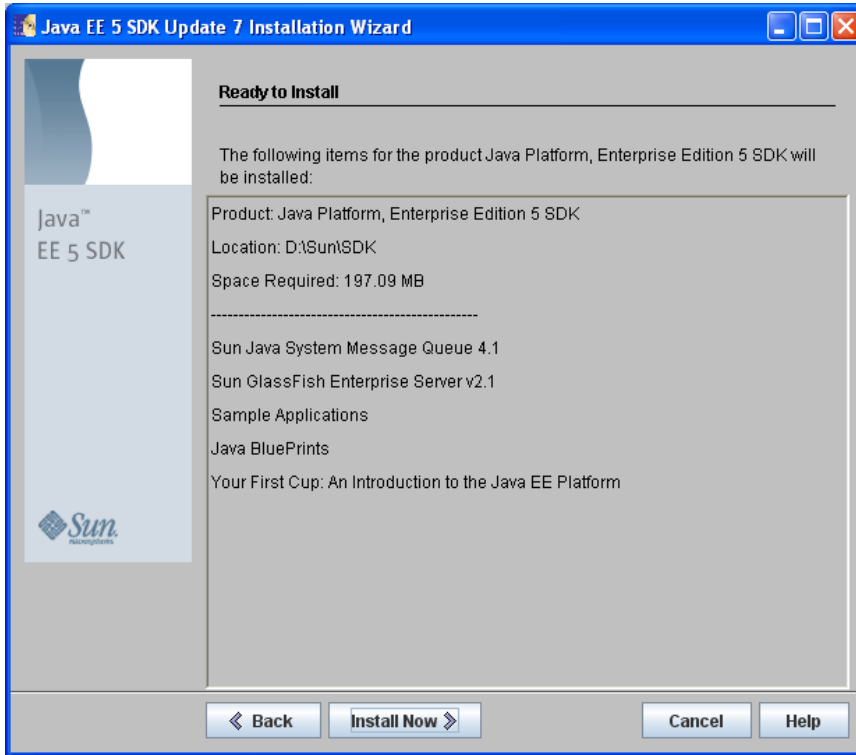 Java EE 5 SDK Update 7 Installation Wizard
Ready to Install
The following items for the product Java Platform, Enterprise Edition 5 SDK will
be installed:
Java™
EE 5 SDK
Product: Java Platform, Enterprise Edition 5 SDK
Location: D:\Sun\SDK
Space Required: 197.09 MB
------------------------------------------------
Sun Java System Message Queue 4.1
Sun GlassFish Enterprise Server v2.1
Sample Applications
Java BluePrints
Your First Cup: An Introduction to the Java EE Platform
Sun
microsystems
Back
Install Now
Cancel
Help